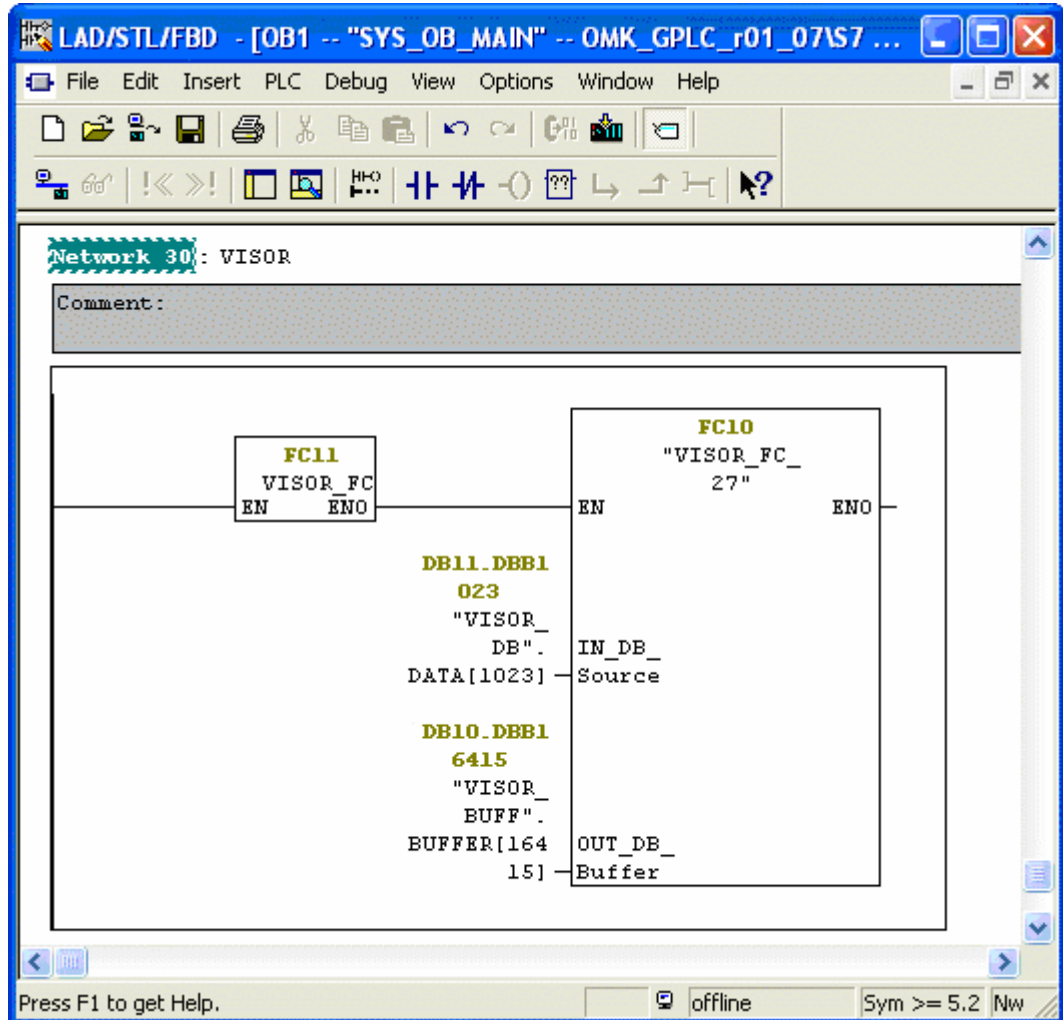 LAD/STL/FBD - [OB1 -- "SYS_OB_MAIN" -- OMK_GPLC_r01_07\S7 ...
File Edit Insert PLC Debug View Options Window Help
Network 30: VISOR
Comment:
FC11
VISOR_FC
EN ENO
FC10
"VISOR_FC_
27"
EN ENO
DB11.DBB1
023
"VISOR_
DB".
DATA[1023]
IN_DB_
Source
DB10.DBB1
6415
"VISOR_
BUFF".
BUFFER[164
15]
OUT_DB_
Buffer
Press F1 to get Help. offline Sym >= 5.2 Nw